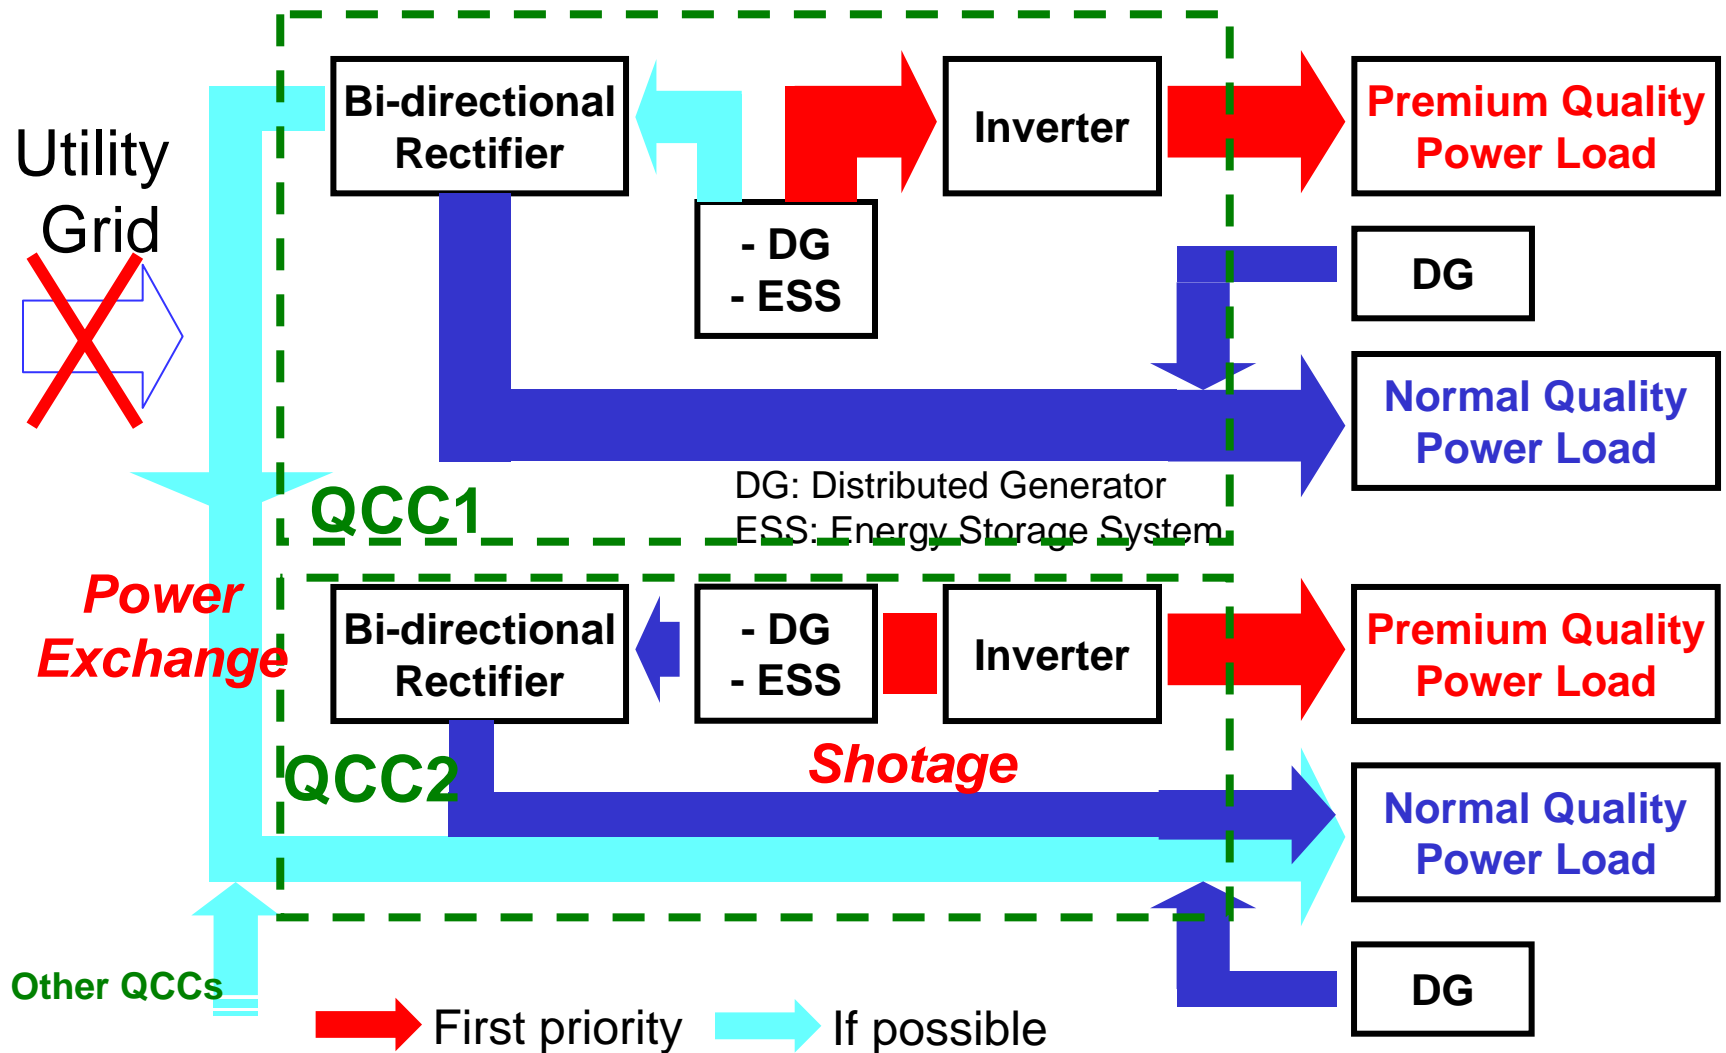 Utility
Grid
Bi-directional
Rectifier
Inverter
Premium Quality
Power Load
- DG
- ESS
DG
Normal Quality
Power Load
QCC1
DG: Distributed Generator
ESS: Energy Storage System
Power
Exchange
Bi-directional
Rectifier
- DG
- ESS
Inverter
Premium Quality
Power Load
QCC2
Shotage
Normal Quality
Power Load
Other QCCs
DG
First priority
If possible